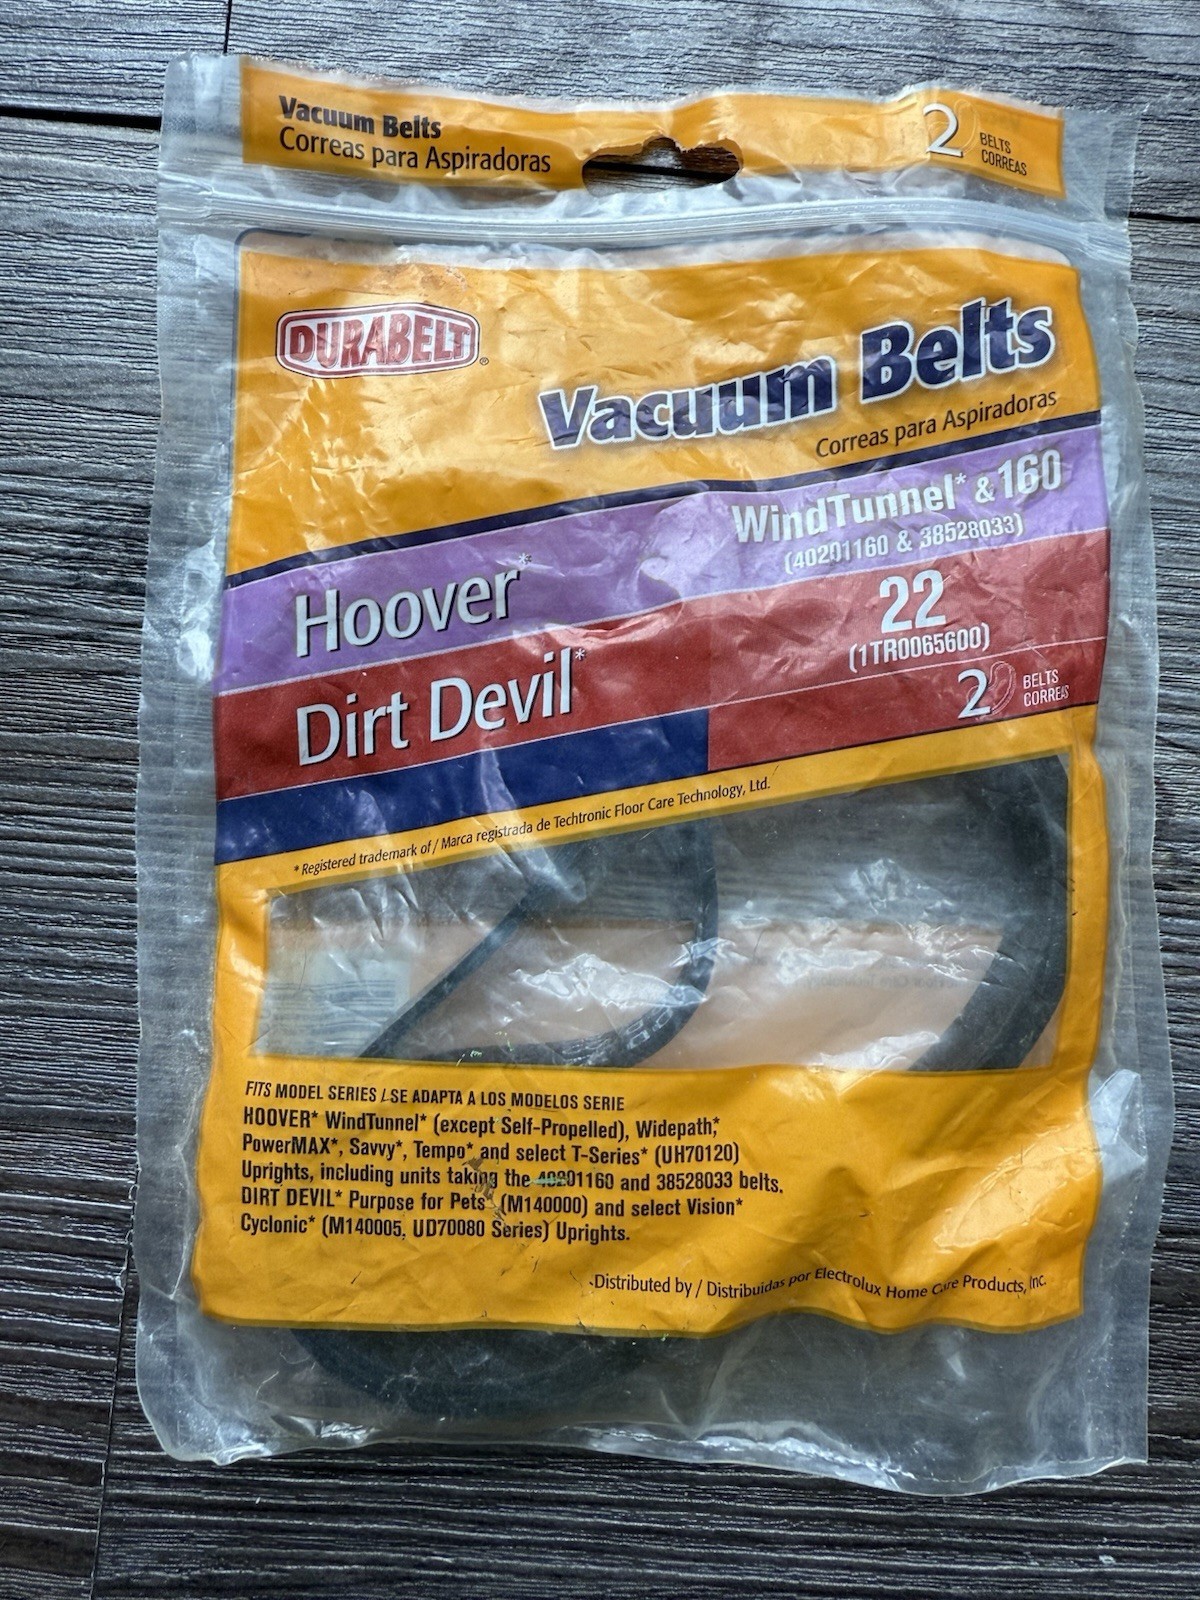 Vacuum Belts
Correas para Aspiradoras
2 BELTS
CORREAS
DURABELT®
Vacuum Belts
Correas para Aspiradoras
Hoover*
WindTunnel* & 160
(40201160 & 38528033)
Dirt Devil*
22
(1TR0065600)
2 BELTS
CORREAS
* Registered trademark of / Marca registrada de Techtronic Floor Care Technology, Ltd.
FITS MODEL SERIES / SE ADAPTA A LOS MODELOS SERIE
HOOVER* WindTunnel* (except Self-Propelled), Widepath,*
PowerMAX*, Savvy*, Tempo* and select T-Series* (UH70120)
Uprights, including units taking the 40201160 and 38528033 belts.
DIRT DEVIL* Purpose for Pets (M140000) and select Vision*
Cyclonic* (M140005, UD70080 Series) Uprights.
Distributed by / Distribuidas por Electrolux Home Care Products, Inc.